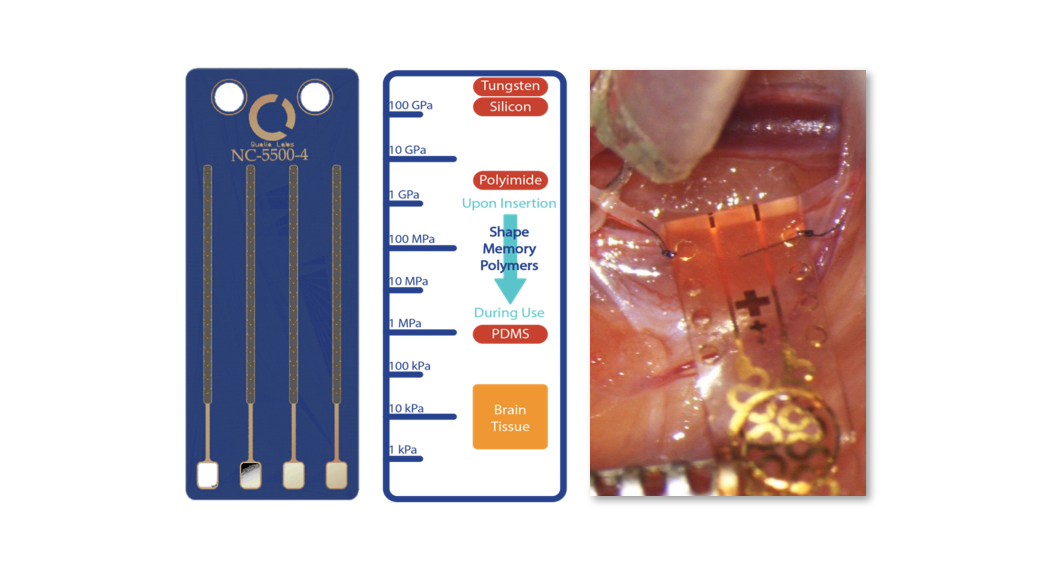 Qualia Labs
NC-5500-4
100 GPa
10 GPa
1 GPa
100 MPa
10 MPa
1 MPa
100 kPa
10 kPa
1 kPa
Tungsten
Silicon
Polyimide
Upon Insertion
Shape
Memory
Polymers
During Use
PDMS
Brain
Tissue